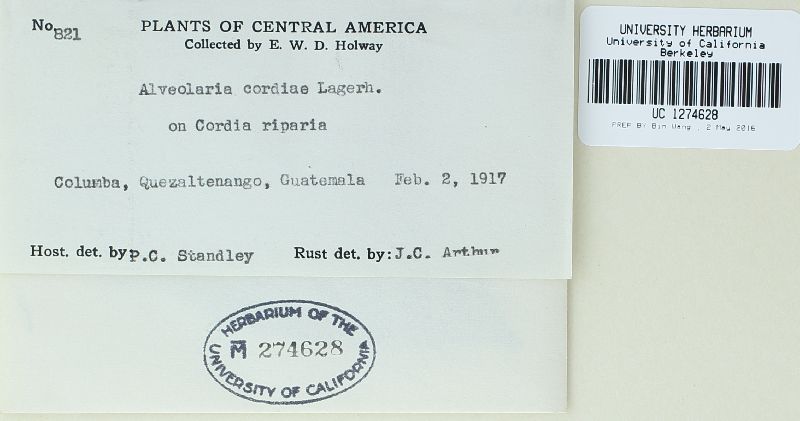 No. 821 PLANTS OF CENTRAL AMERICA
Collected by E. W. D. Holway
Alveolaria cordiae Lagerh.
on Cordia riparia
Columba, Quezaltenango, Guatemala Feb. 2, 1917
Host. det. by P.C. Standley Rust det. by: J.C. Arthur
HERBARIUM OF THE
M 274628
UNIVERSITY OF CALIFORNIA
UNIVERSITY HERBARIUM
University of California
Berkeley
UC 1274628
PREP BY Bin Wang , 2 May 2016